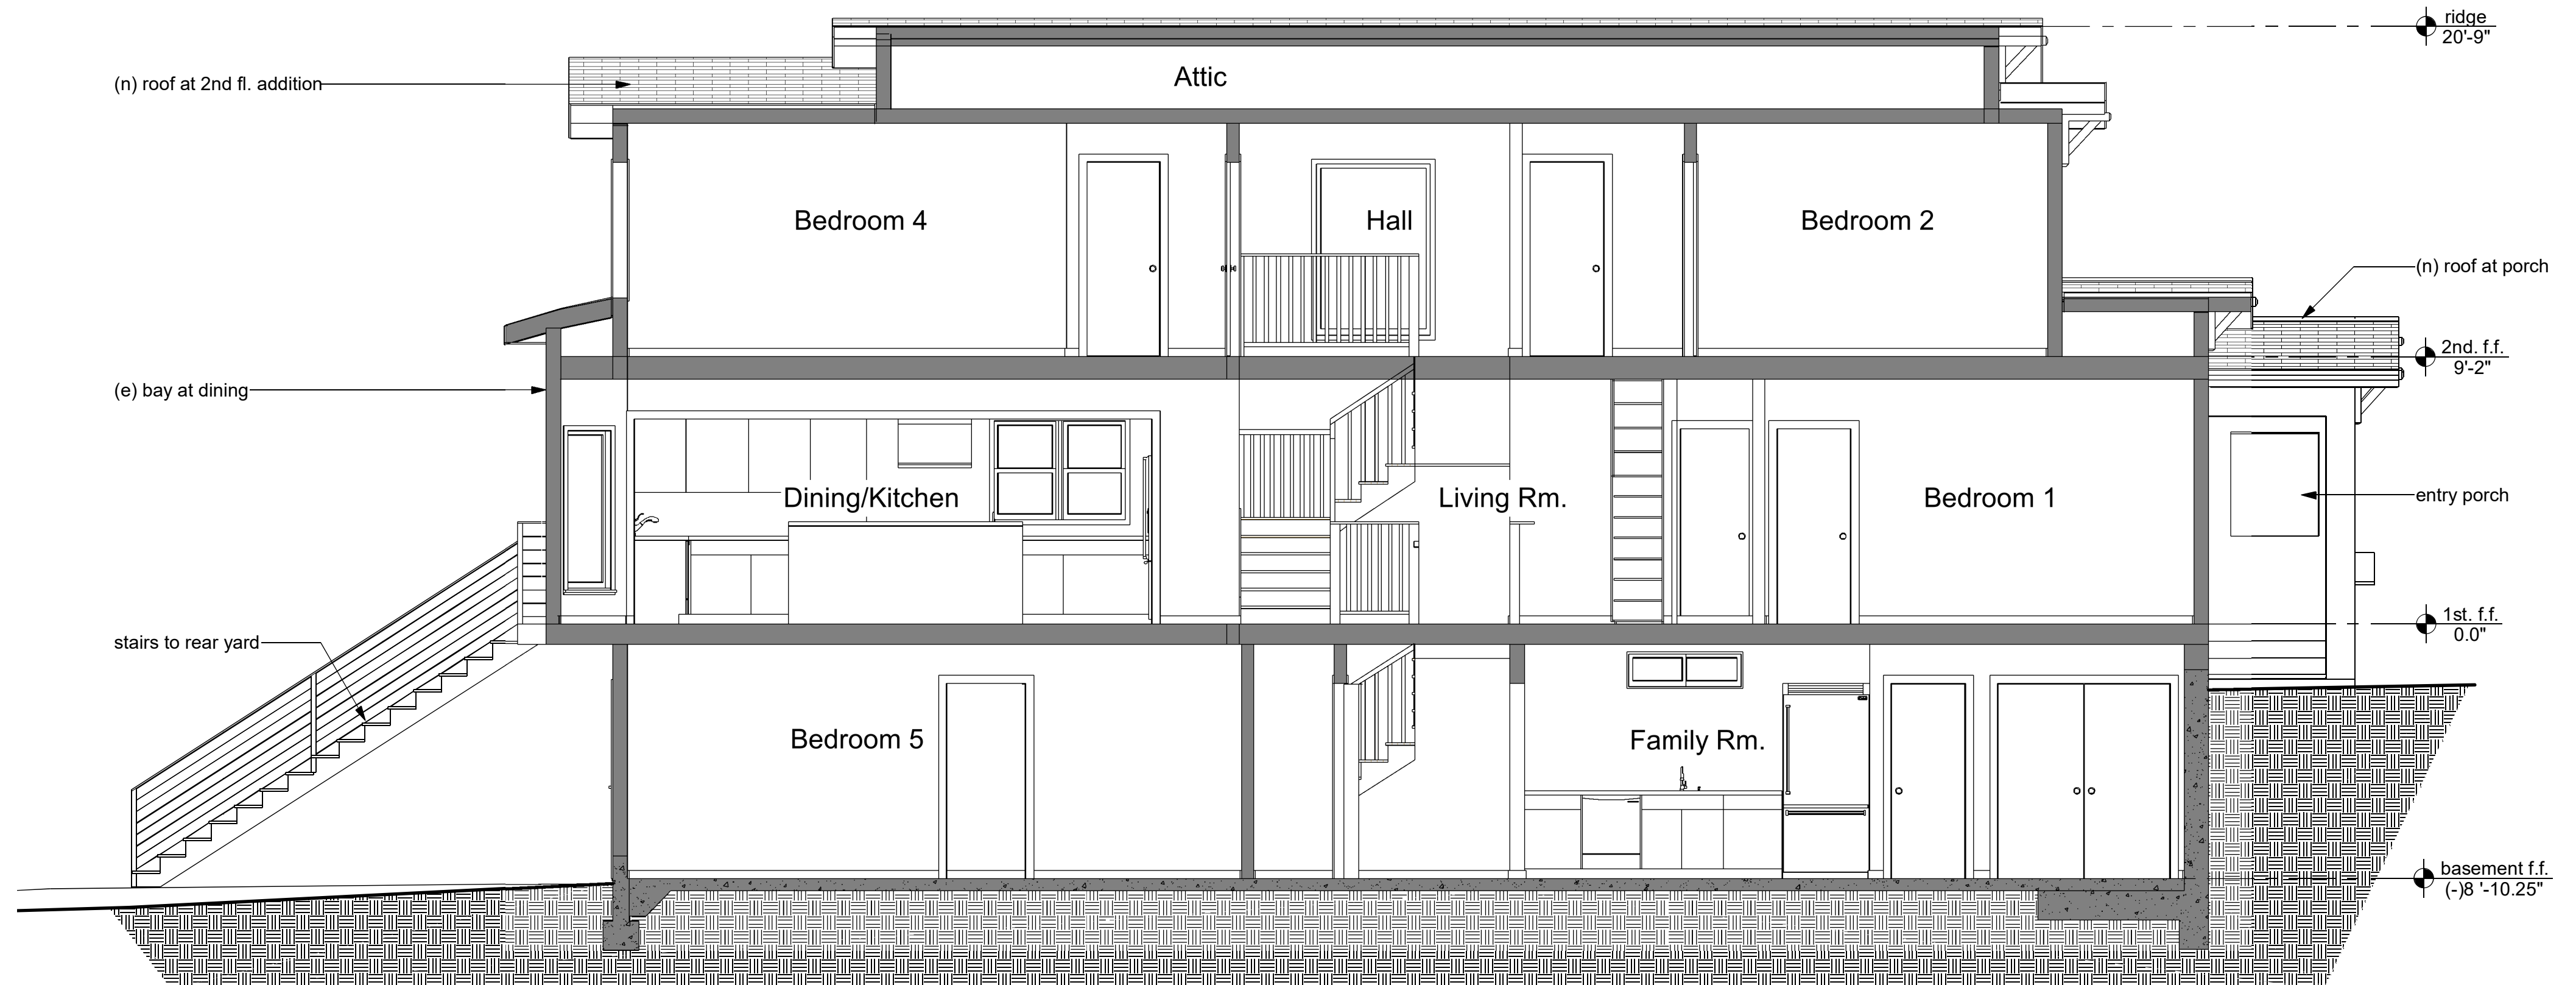 ridge
20'-9"
(n) roof at 2nd fl. addition
Attic
Bedroom 4
Hall
Bedroom 2
(n) roof at porch
2nd. f.f.
9'-2"
(e) bay at dining
Dining/Kitchen
Living Rm.
Bedroom 1
entry porch
1st. f.f.
0.0"
stairs to rear yard
Bedroom 5
Family Rm.
basement f.f.
(-)8 '-10.25"